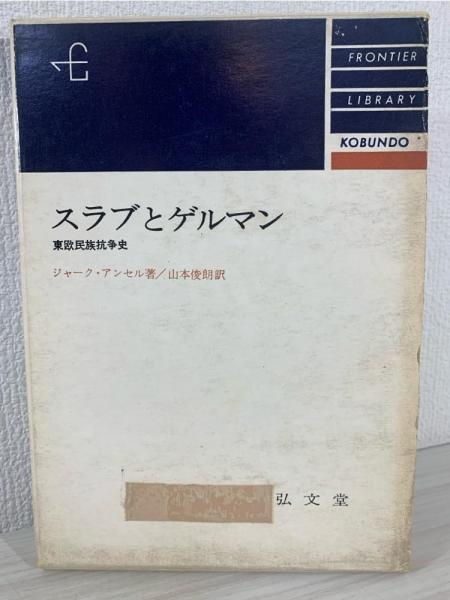 FRONTIER
LIBRARY
KOBUNDO
スラブとゲルマン
東欧民族抗争史
ジャーク・アンセル著／山本俊朗訳
弘文堂